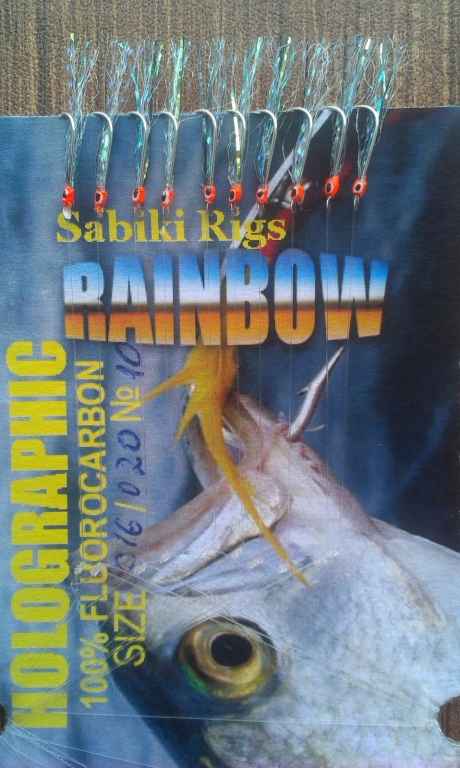 Sabiki Rigs
RAINBOW
HOLOGRAPHIC
100% FLUOROCARBON
SIZE 016/020 № 10